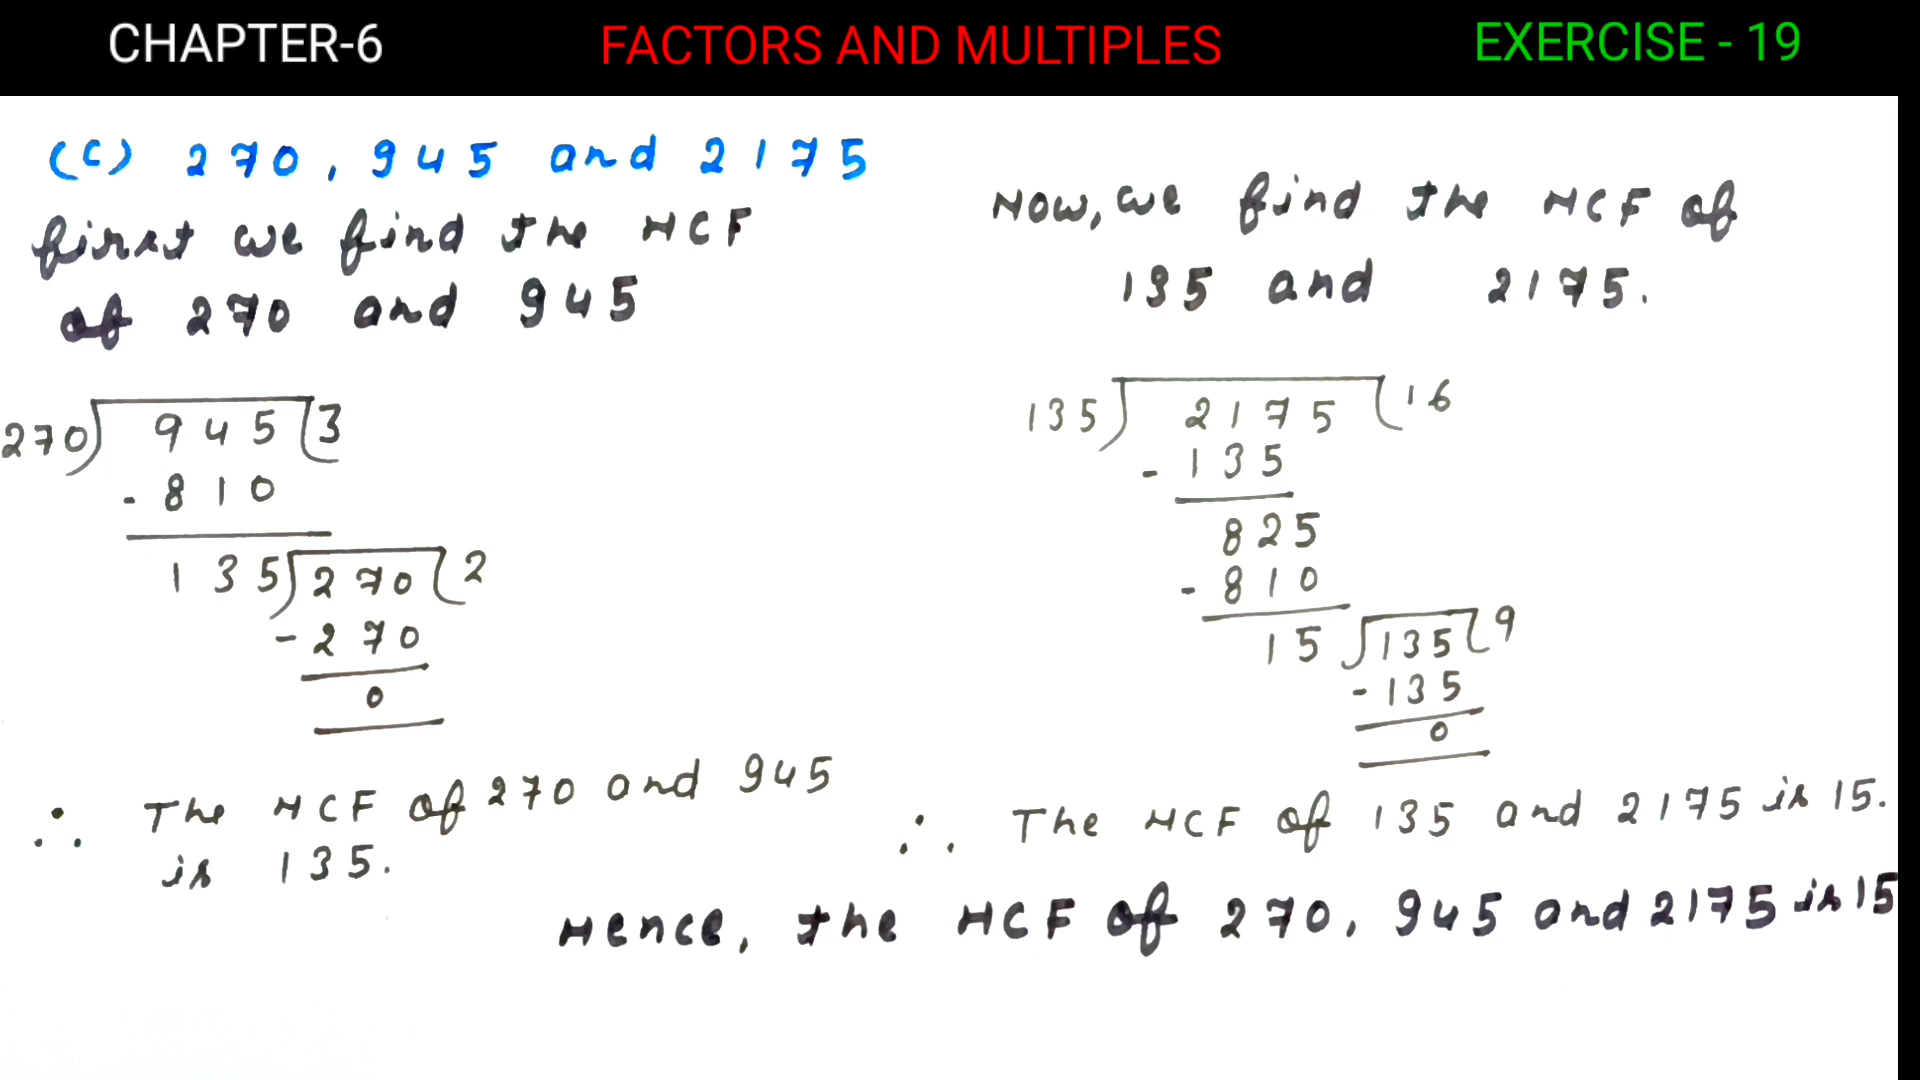 CHAPTER-6 FACTORS AND MULTIPLES EXERCISE - 19
(C) 270, 945 and 2175
first we find the HCF
of 270 and 945
270) 945 (3
- 810
135) 270 (2
- 270
0
∴ The HCF of 270 and 945
is 135.
Now, we find the HCF of
135 and 2175.
135) 2175 (16
- 135
825
- 810
15) 135 (9
- 135
0
∴ The HCF of 135 and 2175 is 15.
Hence, the HCF of 270, 945 and 2175 is 15